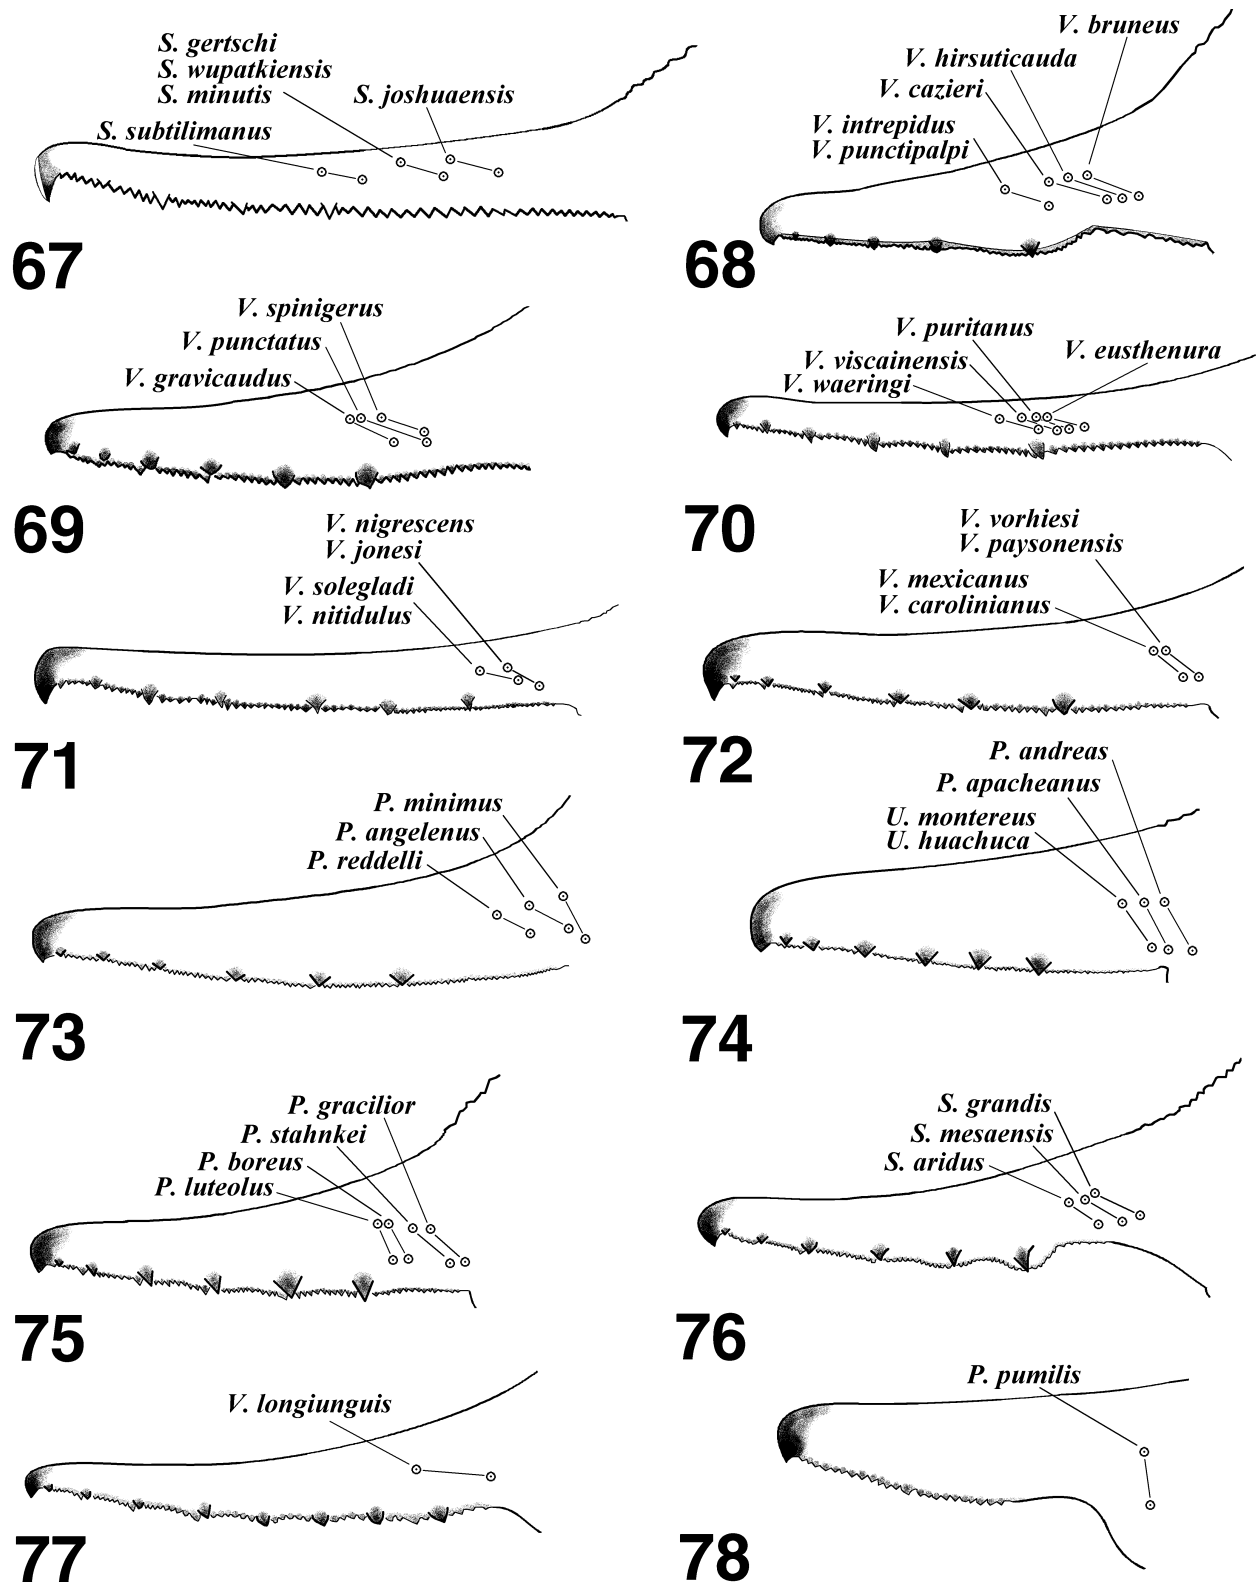 S. gertschi
S. wupatkiensis
S. minutis
S. joshuaensis
S. subtilimanus
67
V. bruneus
V. hirsuticauda
V. cazieri
V. intrepidus
V. punctipalpi
68
V. spinigerus
V. punctatus
V. gravicaudus
69
V. puritanus
V. eusthenura
V. viscainensis
V. waeringi
70
V. nigrescens
V. jonesi
V. solegladi
V. nitidulus
71
V. vorhiesi
V. paysonensis
V. mexicanus
V. carolinianus
72
P. minimus
P. angelenus
P. reddelli
73
P. andreas
P. apacheanus
U. montereus
U. huachuca
74
P. gracilior
P. stahnkei
P. boreus
P. luteolus
75
S. grandis
S. mesaensis
S. aridus
76
V. longiunguis
77
P. pumilis
78